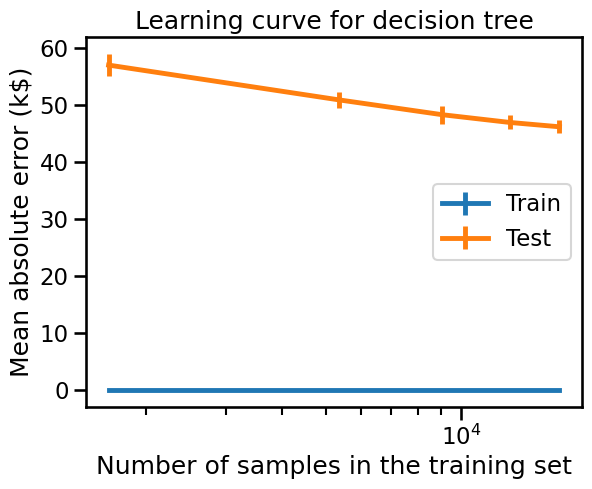 Learning curve for decision tree
Mean absolute error (k$)
60
50
40
30
20
10
0
Train
Test
10⁴
Number of samples in the training set